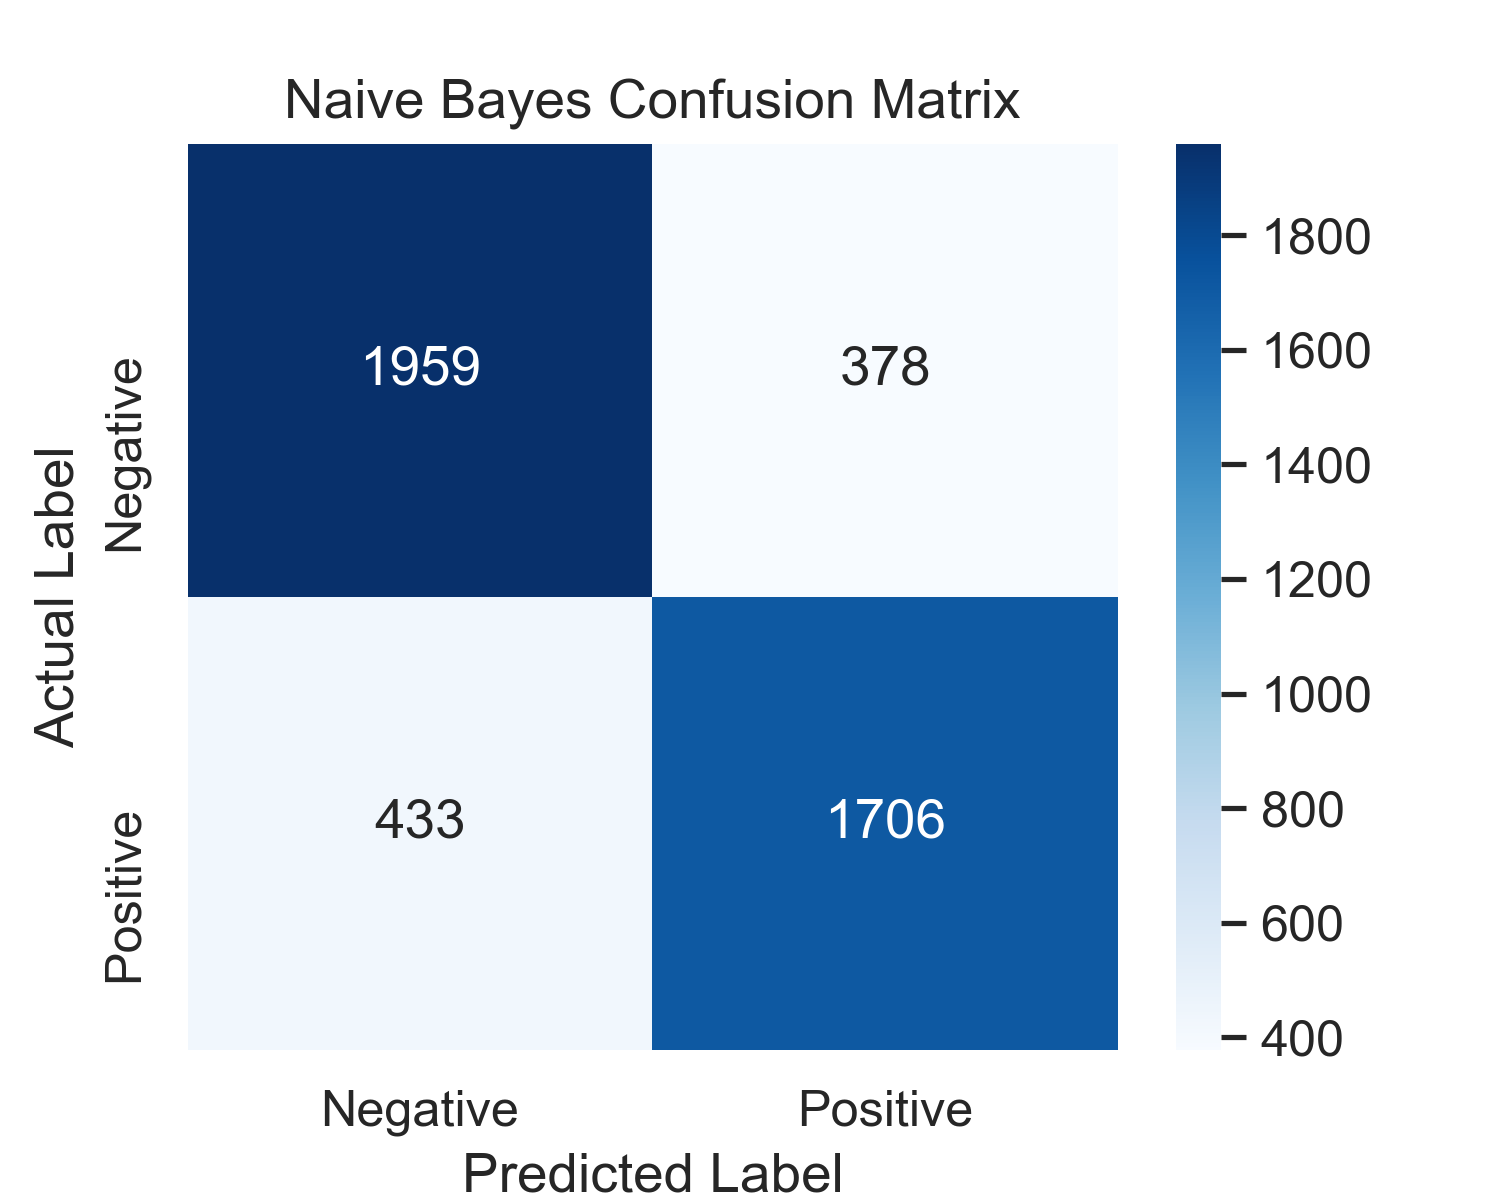 Naive Bayes Confusion Matrix
Actual Label
Negative
Positive
1959
378
433
1706
Negative
Positive
Predicted Label
1800
1600
1400
1200
1000
800
600
400